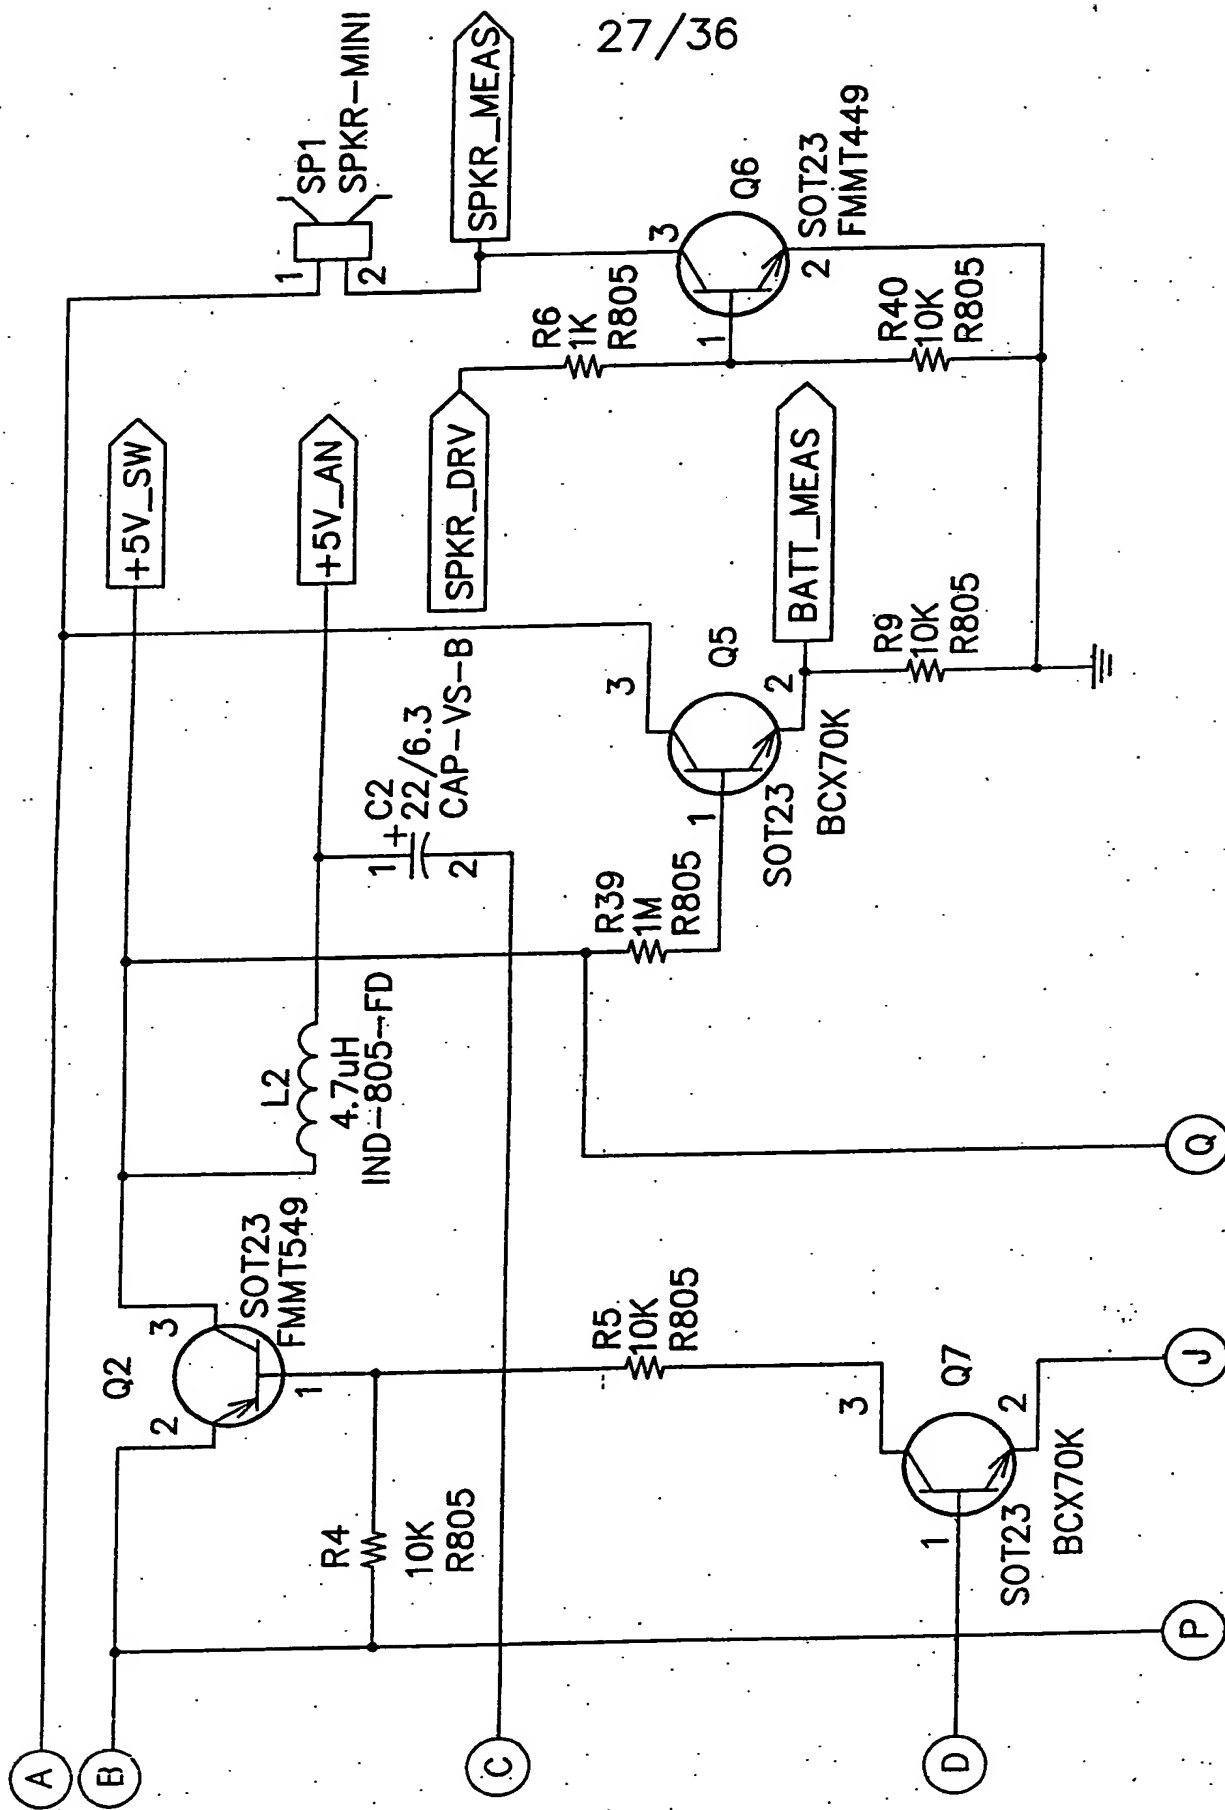 27/36
SP1
SPKR-MINI
1
2
SPKR_MEAS
+5V_SW
+5V_AN
SPKR_DRV
R6
1K
R805
Q6
SOT23
FMMT449
3
1
2
R40
10K
R805
BATT_MEAS
R9
10K
R805
Q5
SOT23
BCX70K
3
1
2
C2
22/6.3
CAP-VS-B
1
+
2
R39
1M
R805
L2
4.7uH
IND-805-FD
Q2
SOT23
FMMT549
3
2
1
R4
10K
R805
R5
10K
R805
Q7
SOT23
BCX70K
3
1
2
A
B
C
D
P
J
Q